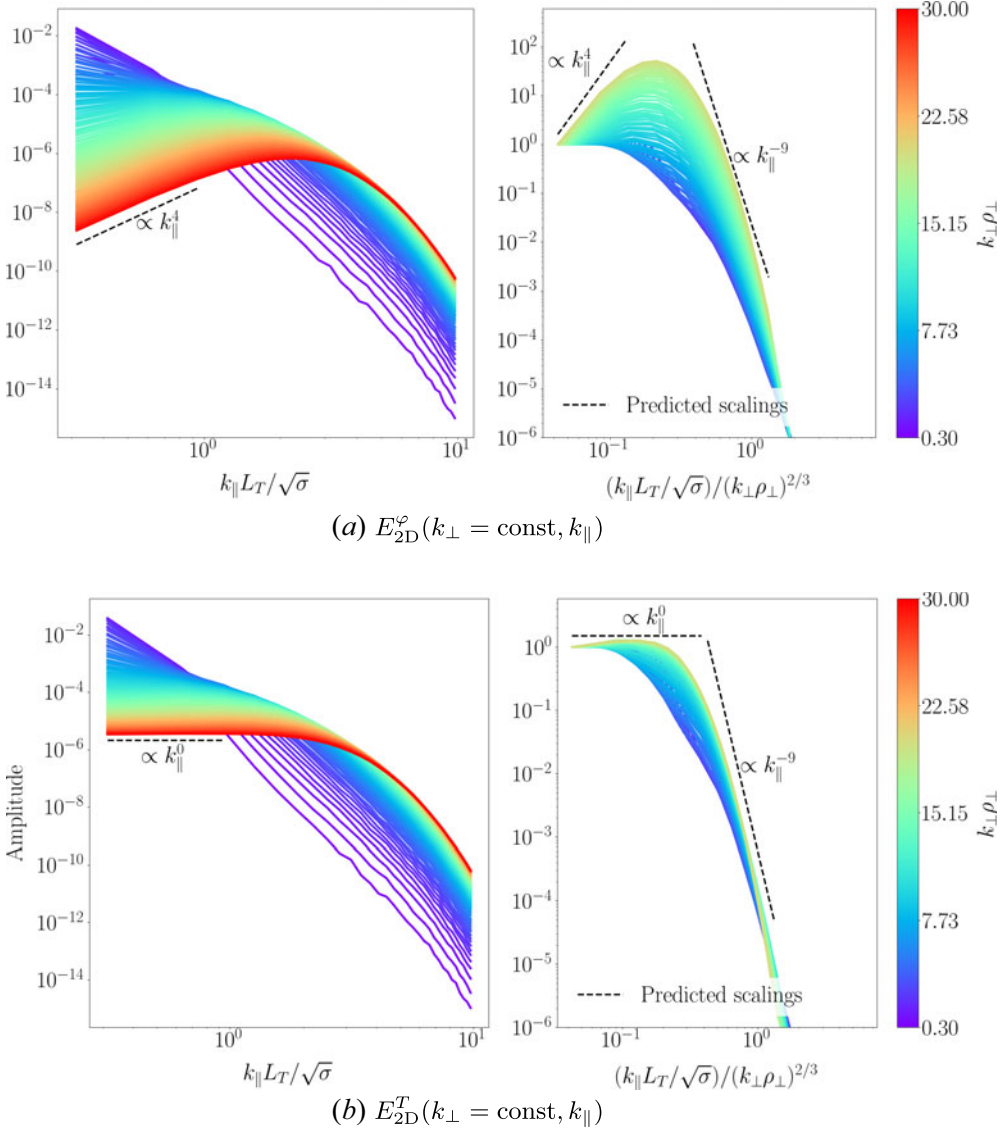 10^{-2}
10^{-4}
10^{-6}
10^{-8}
10^{-10}
10^{-12}
10^{-14}
∝ k_∥^4
10^0
10^1
k_∥L_T/√σ
10^2
10^1
10^0
10^{-1}
10^{-2}
10^{-3}
10^{-4}
10^{-5}
10^{-6}
∝ k_∥^4
∝ k_∥^{-9}
Predicted scalings
10^{-1}
10^0
(k_∥L_T/√σ)/(k_⊥ρ_⊥)^{2/3}
30.00
22.58
15.15
7.73
0.30
k_⊥ρ_⊥
(a) E_{2D}^φ(k_⊥ = const, k_∥)
Amplitude
10^{-2}
10^{-4}
10^{-6}
10^{-8}
10^{-10}
10^{-12}
10^{-14}
∝ k_∥^0
10^0
10^1
k_∥L_T/√σ
10^0
10^{-1}
10^{-2}
10^{-3}
10^{-4}
10^{-5}
10^{-6}
∝ k_∥^0
∝ k_∥^{-9}
Predicted scalings
10^{-1}
10^0
(k_∥L_T/√σ)/(k_⊥ρ_⊥)^{2/3}
30.00
22.58
15.15
7.73
0.30
k_⊥ρ_⊥
(b) E_{2D}^T(k_⊥ = const, k_∥)